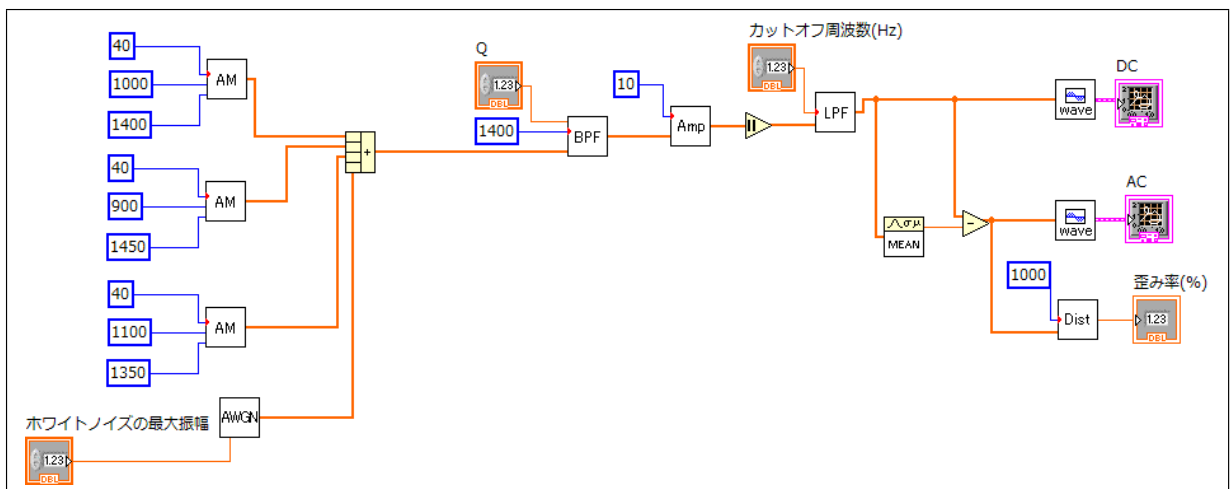 40
1000
1400
AM
40
900
1450
AM
40
1100
1350
AM
ホワイトノイズの最大振幅
1.23
DBL
AWGN
+
Q
1.23
DBL
1400
BPF
10
Amp
カットオフ周波数(Hz)
1.23
DBL
LPF
wave
DC
σμ
MEAN
-
wave
AC
1000
Dist
歪み率(%)
1.23
DBL